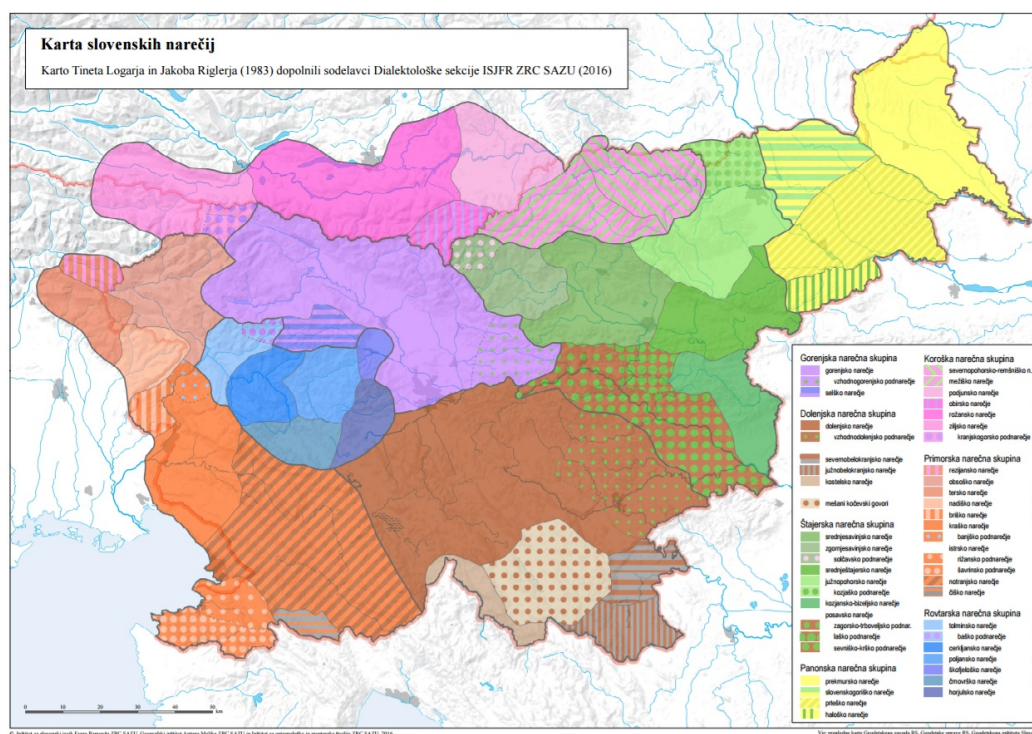 Karta slovenskih narečij
Karto Tineta Logarja in Jakoba Riglerja (1983) dopolnili sodelavci Dialektološke sekcije ISJFR ZRC SAZU (2016)
Gorenjska narečna skupina
gorenjsko narečje
vzhodnogorenjsko podnarečje
selško narečje
Dolenjska narečna skupina
dolenjsko narečje
vzhodnodolenjsko podnarečje
severnobelokranjsko narečje
južnobelokranjsko narečje
kostelsko narečje
mešani kočevski govori
Štajerska narečna skupina
srednjesavinjsko narečje
zgornjesavinjsko narečje
solčavsko podnarečje
srednještajersko narečje
južnopohorsko narečje
kozjaško podnarečje
kozjansko-bizeljsko narečje
posavsko narečje
zagorsko-trboveljsko podnar.
laško podnarečje
sevniško-krško podnarečje
Panonska narečna skupina
prekmursko narečje
slovenskogoriško narečje
prleško narečje
haloško narečje
Koroška narečna skupina
severnopohorsko-remšniško n.
mežiško narečje
podjunsko narečje
obirsko narečje
rožansko narečje
ziljsko narečje
kranjskogorsko podnarečje
Primorska narečna skupina
rezijansko narečje
obsoško narečje
tersko narečje
nadiško narečje
briško narečje
kraško narečje
banjško podnarečje
istrsko narečje
rižansko podnarečje
šavrinsko podnarečje
notranjsko narečje
čiško narečje
Rovtarska narečna skupina
tolminsko narečje
baško podnarečje
cerkljansko narečje
poljansko narečje
škofjeloško narečje
črnovrško narečje
horjulsko narečje
0 10 20 30 40 50
km